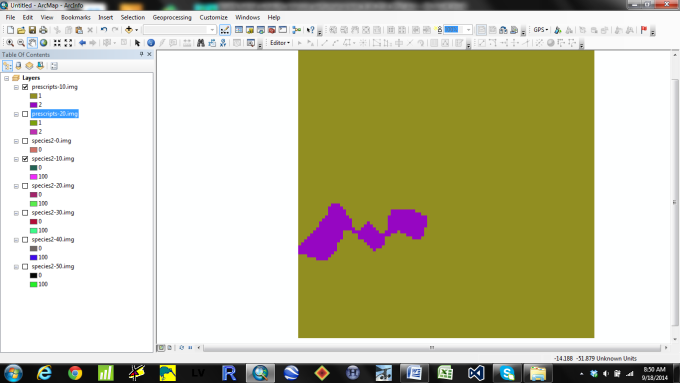 Untitled - ArcMap - ArcInfo
File Edit View Bookmarks Insert Selection Geoprocessing Customize Windows Help
Editor
GPS
Table Of Contents
Layers
prescripts-10.img
1
2
prescripts-20.img
1
2
species2-0.img
0
species2-10.img
0
100
species2-20.img
0
100
species2-30.img
0
100
species2-40.img
0
100
species2-50.img
0
100
-14.188 -51.879 Unknown Units
LV
R
W
X
S
8:50 AM
9/18/2014